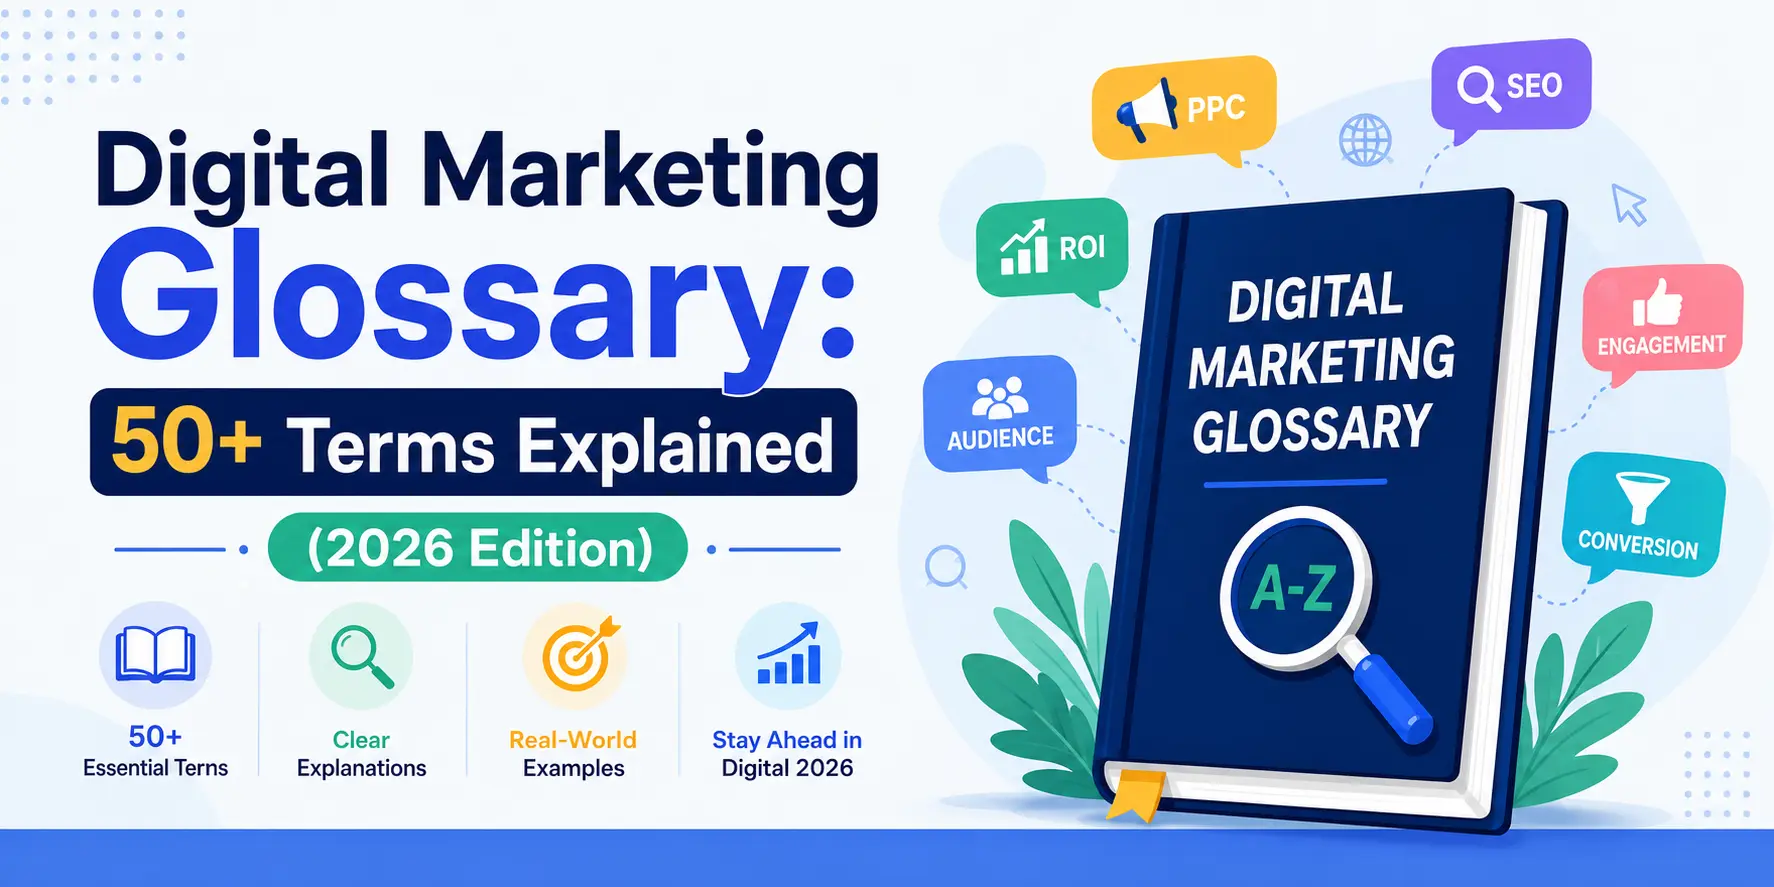 Digital Marketing
Glossary:
50+ Terms Explained
(2026 Edition)
50+
Essential Terns
Clear
Explanations
Real-World
Examples
Stay Ahead in
Digital 2026
PPC
SEO
ROI
ENGAGEMENT
AUDIENCE
CONVERSION
DIGITAL
MARKETING
GLOSSARY
A-Z